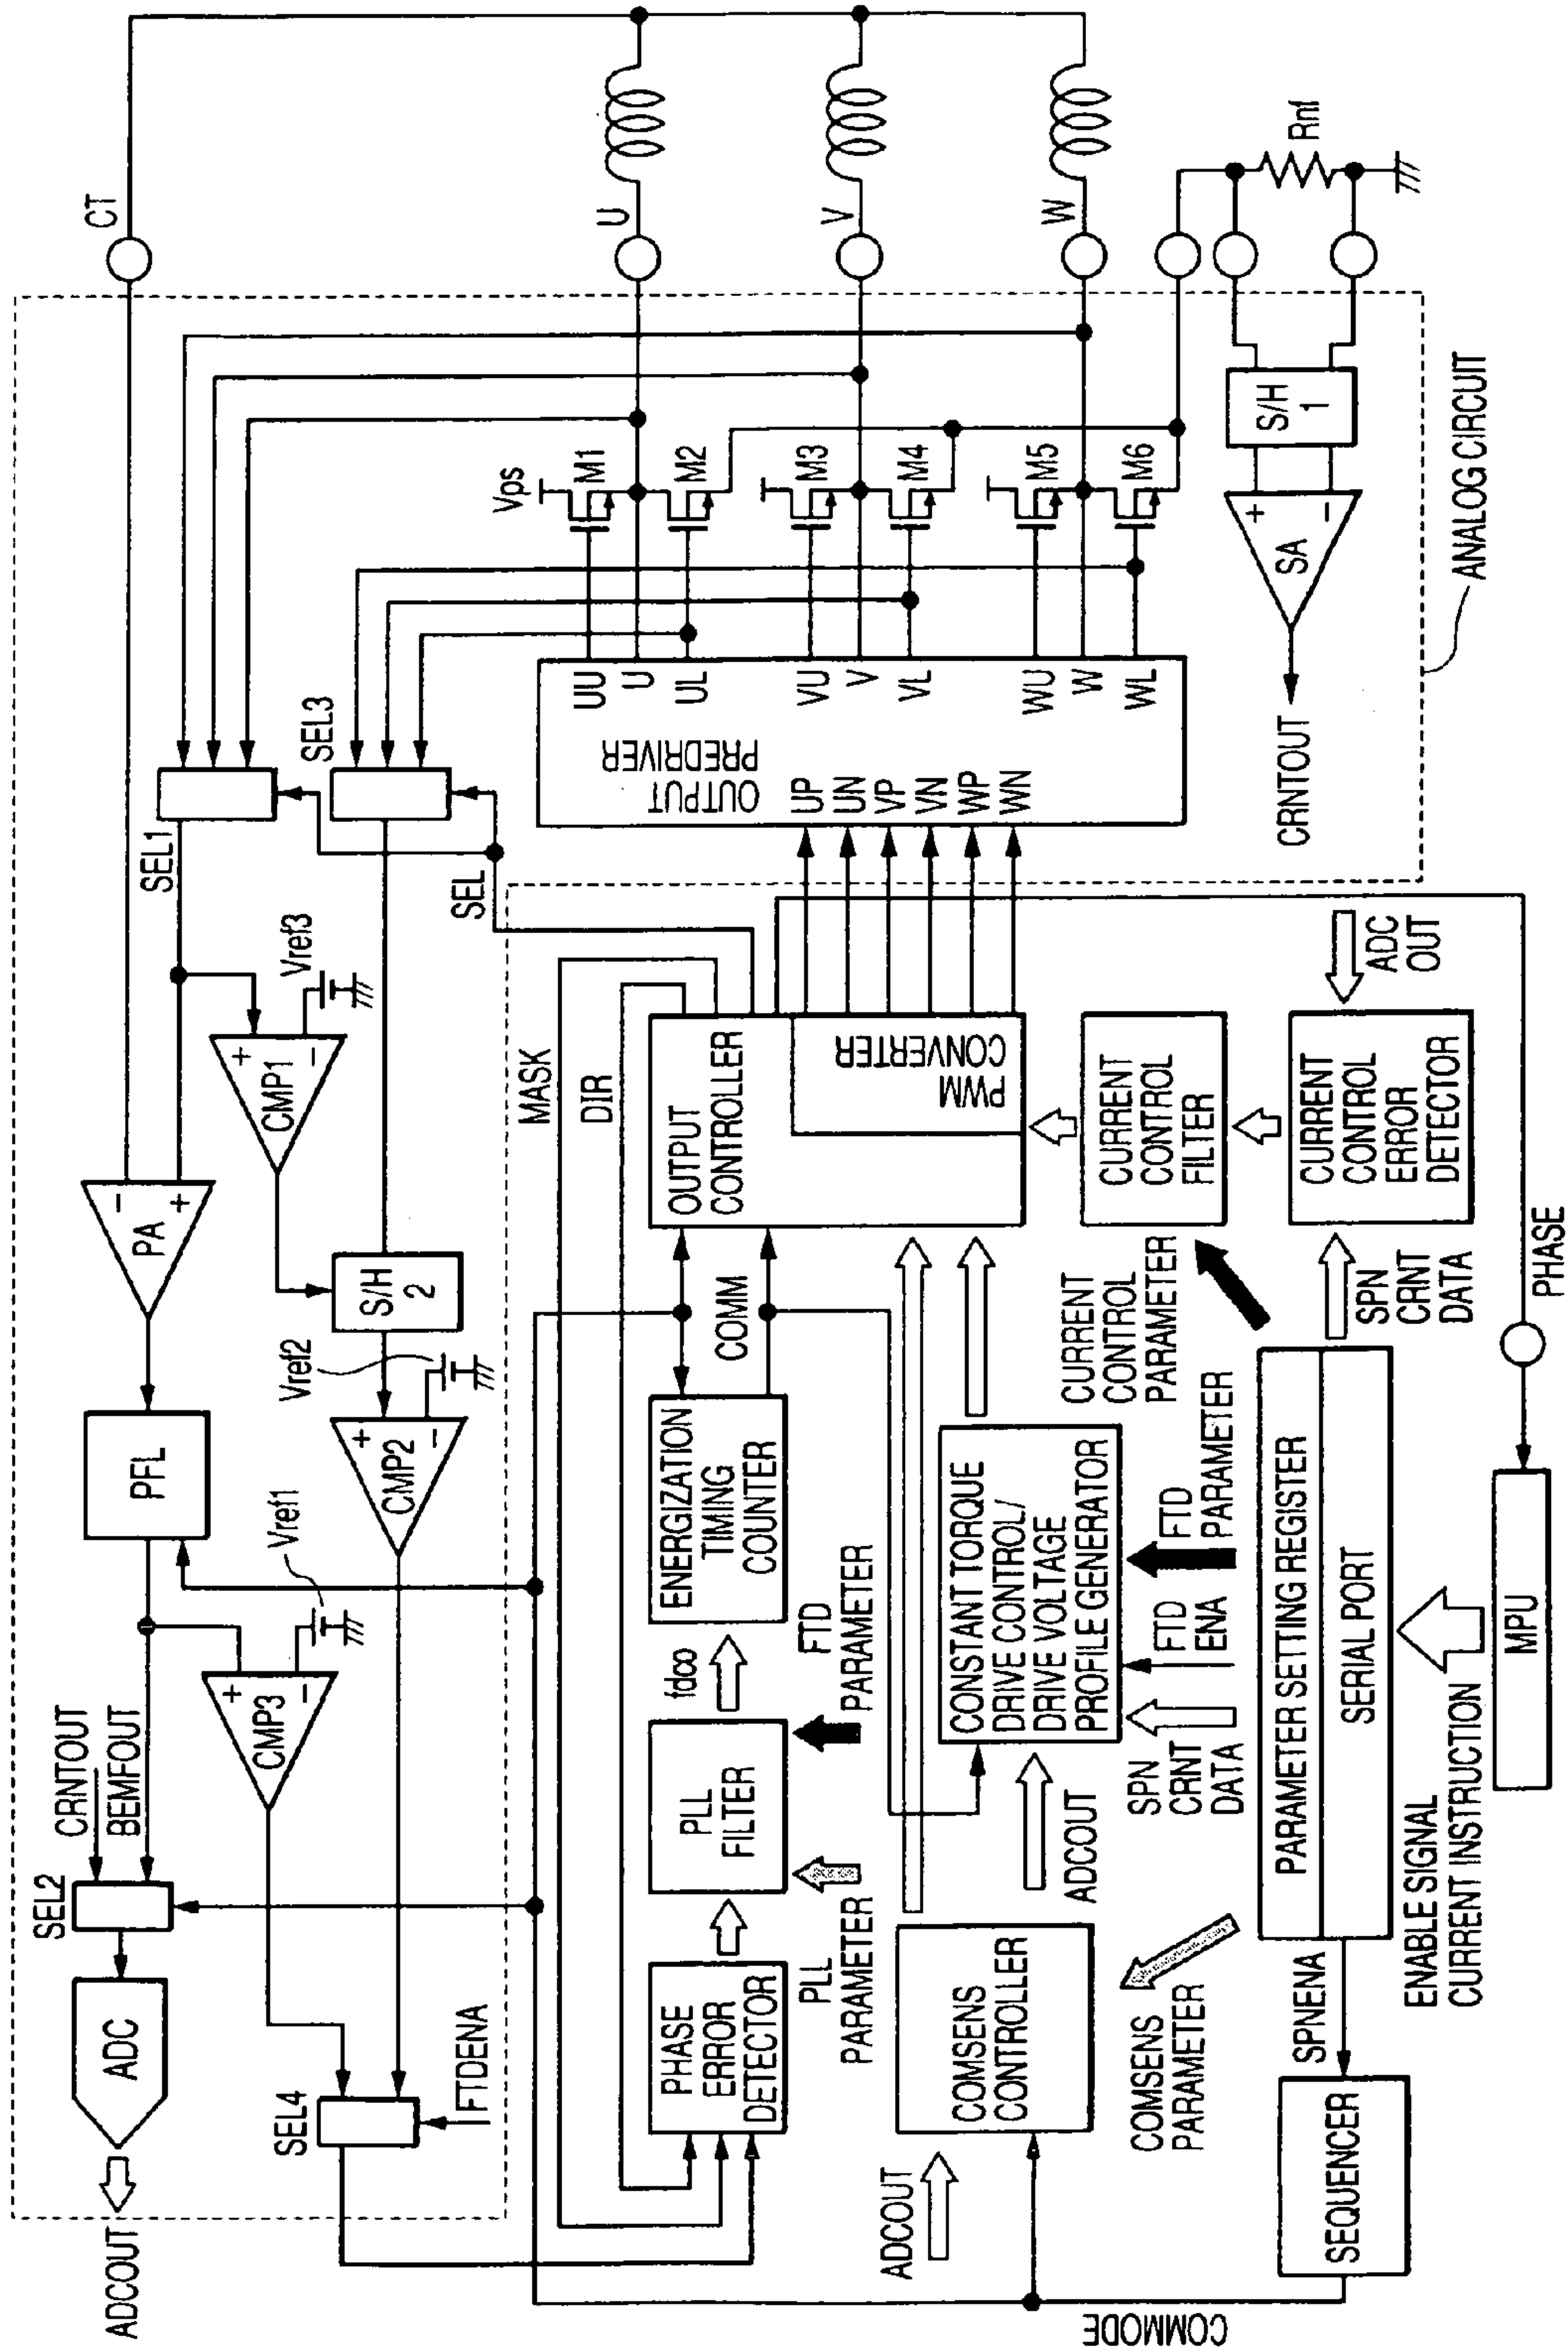 ADCOUT
ADC
SEL2
CRNTOUT
BEMFOUT
PFL
PA
-
+
SEL1
CT
Vref1
+
-
CMP3
Vref2
+
-
CMP2
S/H
2
CMP1
+
-
Vref3
SEL4
FTDENA
SEL3
SEL
MASK
DIR
Vps
M1
M2
M3
M4
M5
M6
U
V
W
Rnf
OUTPUT
PREDRIVER
UU
U
UL
VU
V
VL
WU
W
WL
UP
UN
VP
VN
WP
WN
S/H
1
SA
+
-
CRNTOUT
ANALOG CIRCUIT
PHASE
ERROR
DETECTOR
PLL
FILTER
PLL
PARAMETER
FTD
PARAMETER
fdco
ENERGIZATION
TIMING
COUNTER
COMM
OUTPUT
CONTROLLER
PWM
CONVERTER
ADCOUT
COMSENS
CONTROLLER
COMSENS
PARAMETER
ADCOUT
CONSTANT TORQUE
DRIVE CONTROL/
DRIVE VOLTAGE
PROFILE GENERATOR
SPN
CRNT
DATA
FTD
ENA
FTD
PARAMETER
CURRENT
CONTROL
PARAMETER
CURRENT
CONTROL
FILTER
CURRENT
CONTROL
ERROR
DETECTOR
ADC
OUT
SPN
CRNT
DATA
PARAMETER SETTING REGISTER
SERIAL PORT
SPNENA
SEQUENCER
COMMODE
ENABLE SIGNAL
CURRENT INSTRUCTION
MPU
PHASE